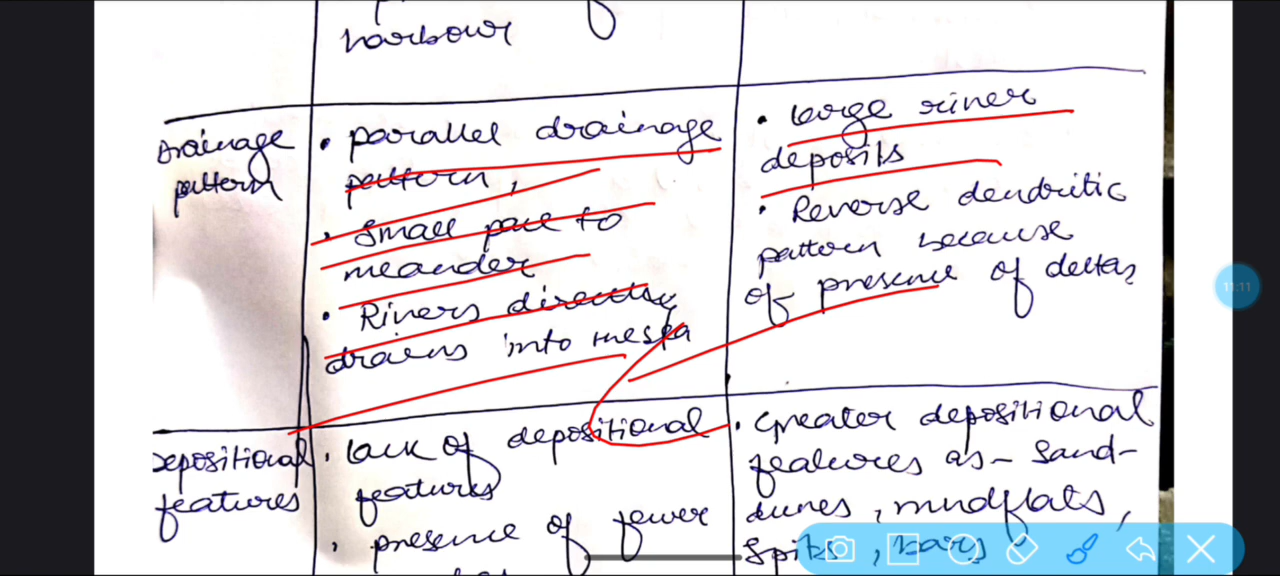 harbour
Drainage
pattern
• parallel drainage
pattern,
• small pace to
meander
• Rivers directly
drains into the sea
• Large river
deposits
• Reverse dendritic
pattern because
of presence of deltas
Depositional
features
• lack of depositional
features
• presence of fewer
• Greater depositional
features as - Sand-
dunes, mudflats,
spits, bars
11:11